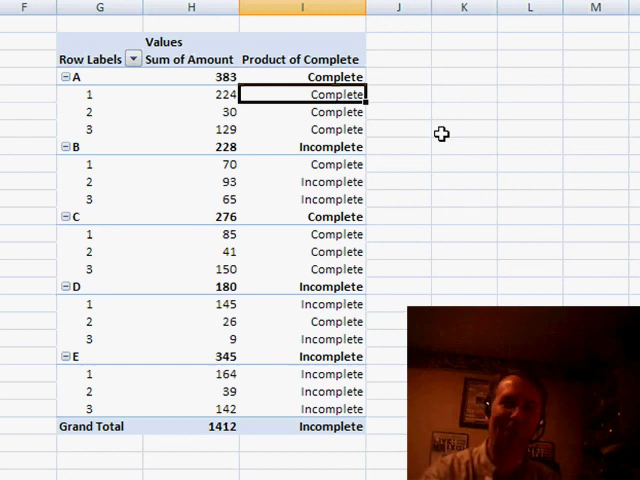 F G H I J K L M
Values
Row Labels Sum of Amount Product of Complete
A 383 Complete
1 224 Complete
2 30 Complete
3 129 Complete
B 228 Incomplete
1 70 Complete
2 93 Incomplete
3 65 Incomplete
C 276 Complete
1 85 Complete
2 41 Complete
3 150 Complete
D 180 Incomplete
1 145 Incomplete
2 26 Complete
3 9 Incomplete
E 345 Incomplete
1 164 Incomplete
2 39 Incomplete
3 142 Incomplete
Grand Total 1412 Incomplete